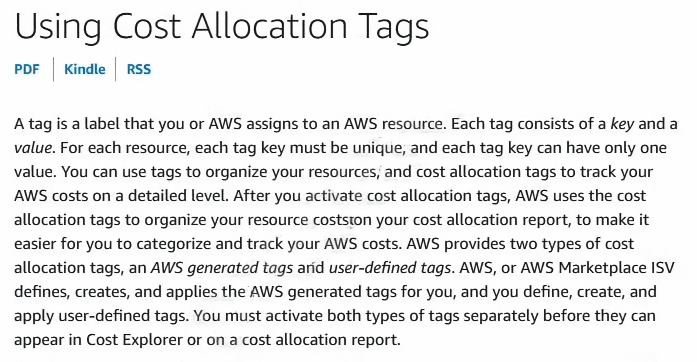 Using Cost Allocation Tags
PDF Kindle RSS
A tag is a label that you or AWS assigns to an AWS resource. Each tag consists of a key and a
value. For each resource, each tag key must be unique, and each tag key can have only one
value. You can use tags to organize your resources, and cost allocation tags to track your
AWS costs on a detailed level. After you activate cost allocation tags, AWS uses the cost
allocation tags to organize your resource costs on your cost allocation report, to make it
easier for you to categorize and track your AWS costs. AWS provides two types of cost
allocation tags, an AWS generated tags and user-defined tags. AWS, or AWS Marketplace ISV
defines, creates, and applies the AWS generated tags for you, and you define, create, and
apply user-defined tags. You must activate both types of tags separately before they can
appear in Cost Explorer or on a cost allocation report.